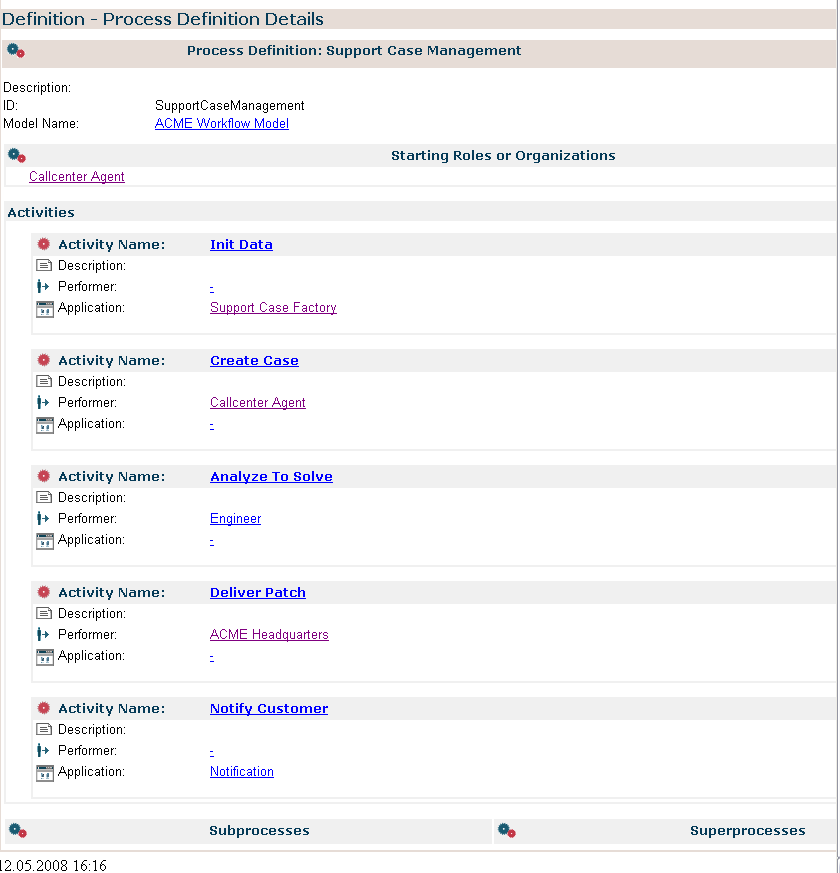 Definition - Process Definition Details
Process Definition: Support Case Management
Description:
ID: SupportCaseManagement
Model Name: ACME Workflow Model
Starting Roles or Organizations
Callcenter Agent
Activities
Activity Name: Init Data
Description:
Performer: -
Application: Support Case Factory
Activity Name: Create Case
Description:
Performer: Callcenter Agent
Application: -
Activity Name: Analyze To Solve
Description:
Performer: Engineer
Application: -
Activity Name: Deliver Patch
Description:
Performer: ACME Headquarters
Application: -
Activity Name: Notify Customer
Description:
Performer: -
Application: Notification
Subprocesses Superprocesses
12.05.2008 16:16